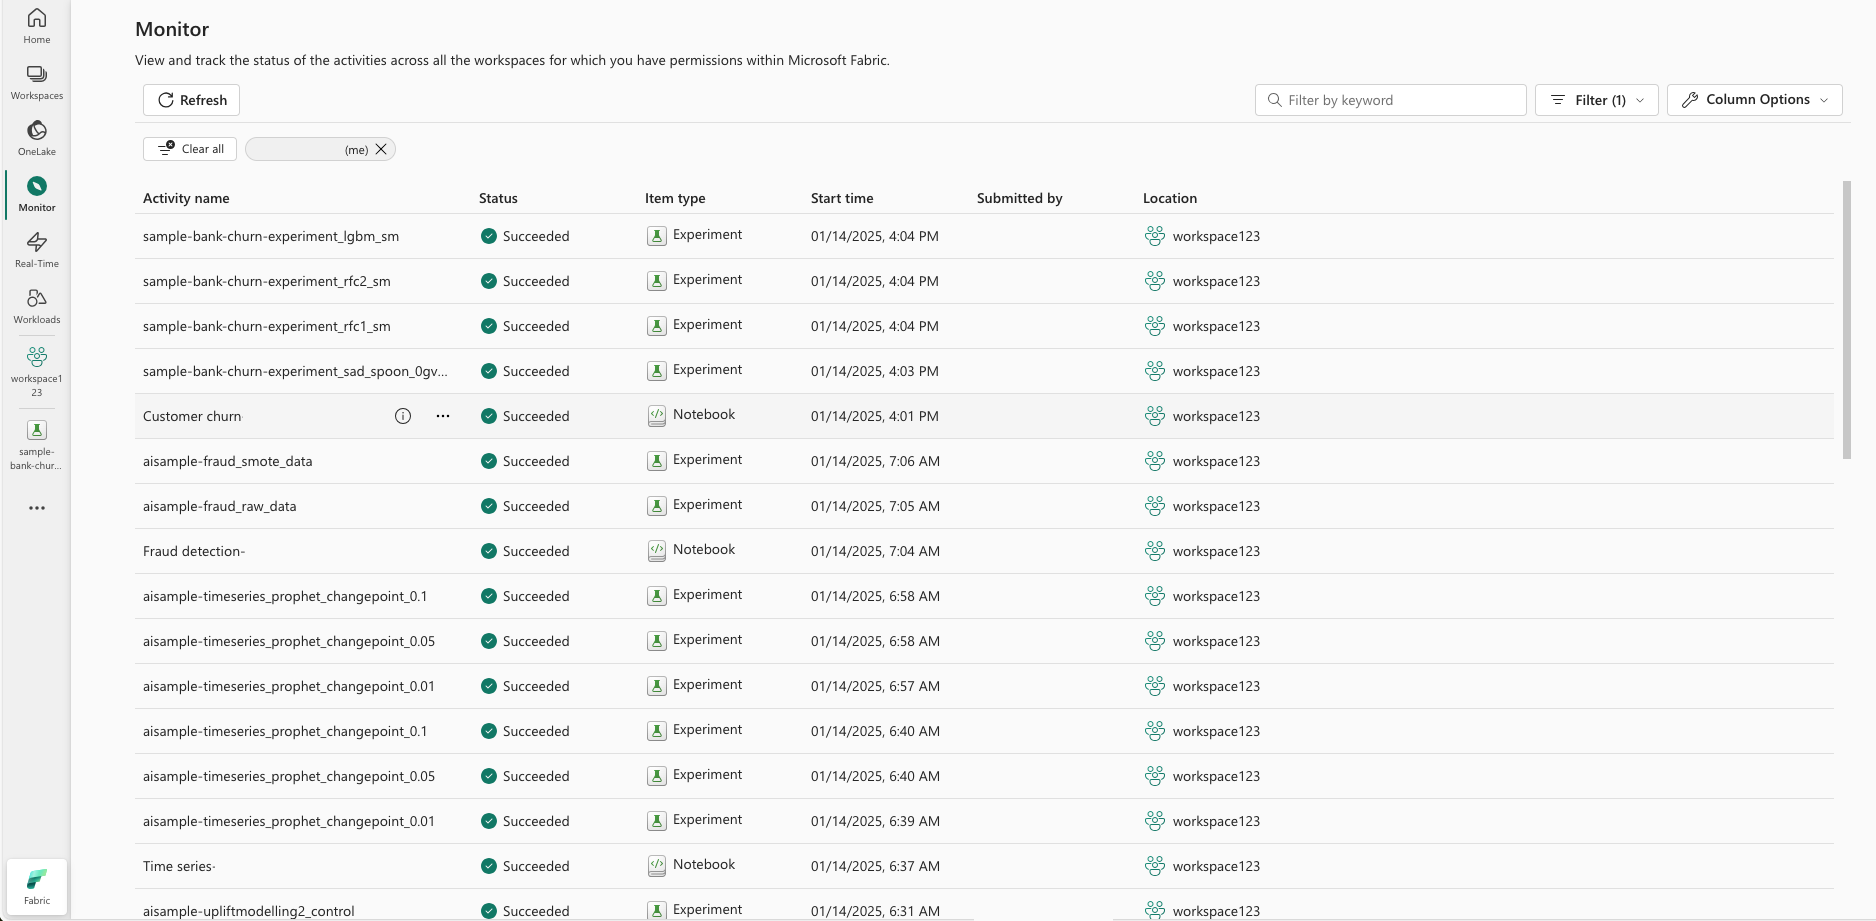 Home
Workspaces
OneLake
Monitor
Real-Time
Workloads
workspace1
23
sample-
bank-chur...
Fabric
Monitor
View and track the status of the activities across all the workspaces for which you have permissions within Microsoft Fabric.
Refresh
Filter by keyword
Filter (1)
Column Options
Clear all
(me)
Activity name Status Item type Start time Submitted by Location
sample-bank-churn-experiment_lgbm_sm Succeeded Experiment 01/14/2025, 4:04 PM workspace123
sample-bank-churn-experiment_rfc2_sm Succeeded Experiment 01/14/2025, 4:04 PM workspace123
sample-bank-churn-experiment_rfc1_sm Succeeded Experiment 01/14/2025, 4:04 PM workspace123
sample-bank-churn-experiment_sad_spoon_0gv... Succeeded Experiment 01/14/2025, 4:03 PM workspace123
Customer churn Succeeded Notebook 01/14/2025, 4:01 PM workspace123
aisample-fraud_smote_data Succeeded Experiment 01/14/2025, 7:06 AM workspace123
aisample-fraud_raw_data Succeeded Experiment 01/14/2025, 7:05 AM workspace123
Fraud detection- Succeeded Notebook 01/14/2025, 7:04 AM workspace123
aisample-timeseries_prophet_changepoint_0.1 Succeeded Experiment 01/14/2025, 6:58 AM workspace123
aisample-timeseries_prophet_changepoint_0.05 Succeeded Experiment 01/14/2025, 6:58 AM workspace123
aisample-timeseries_prophet_changepoint_0.01 Succeeded Experiment 01/14/2025, 6:57 AM workspace123
aisample-timeseries_prophet_changepoint_0.1 Succeeded Experiment 01/14/2025, 6:40 AM workspace123
aisample-timeseries_prophet_changepoint_0.05 Succeeded Experiment 01/14/2025, 6:40 AM workspace123
aisample-timeseries_prophet_changepoint_0.01 Succeeded Experiment 01/14/2025, 6:39 AM workspace123
Time series Succeeded Notebook 01/14/2025, 6:37 AM workspace123
aisample-upliftmodelling2_control Succeeded Experiment 01/14/2025, 6:31 AM workspace123